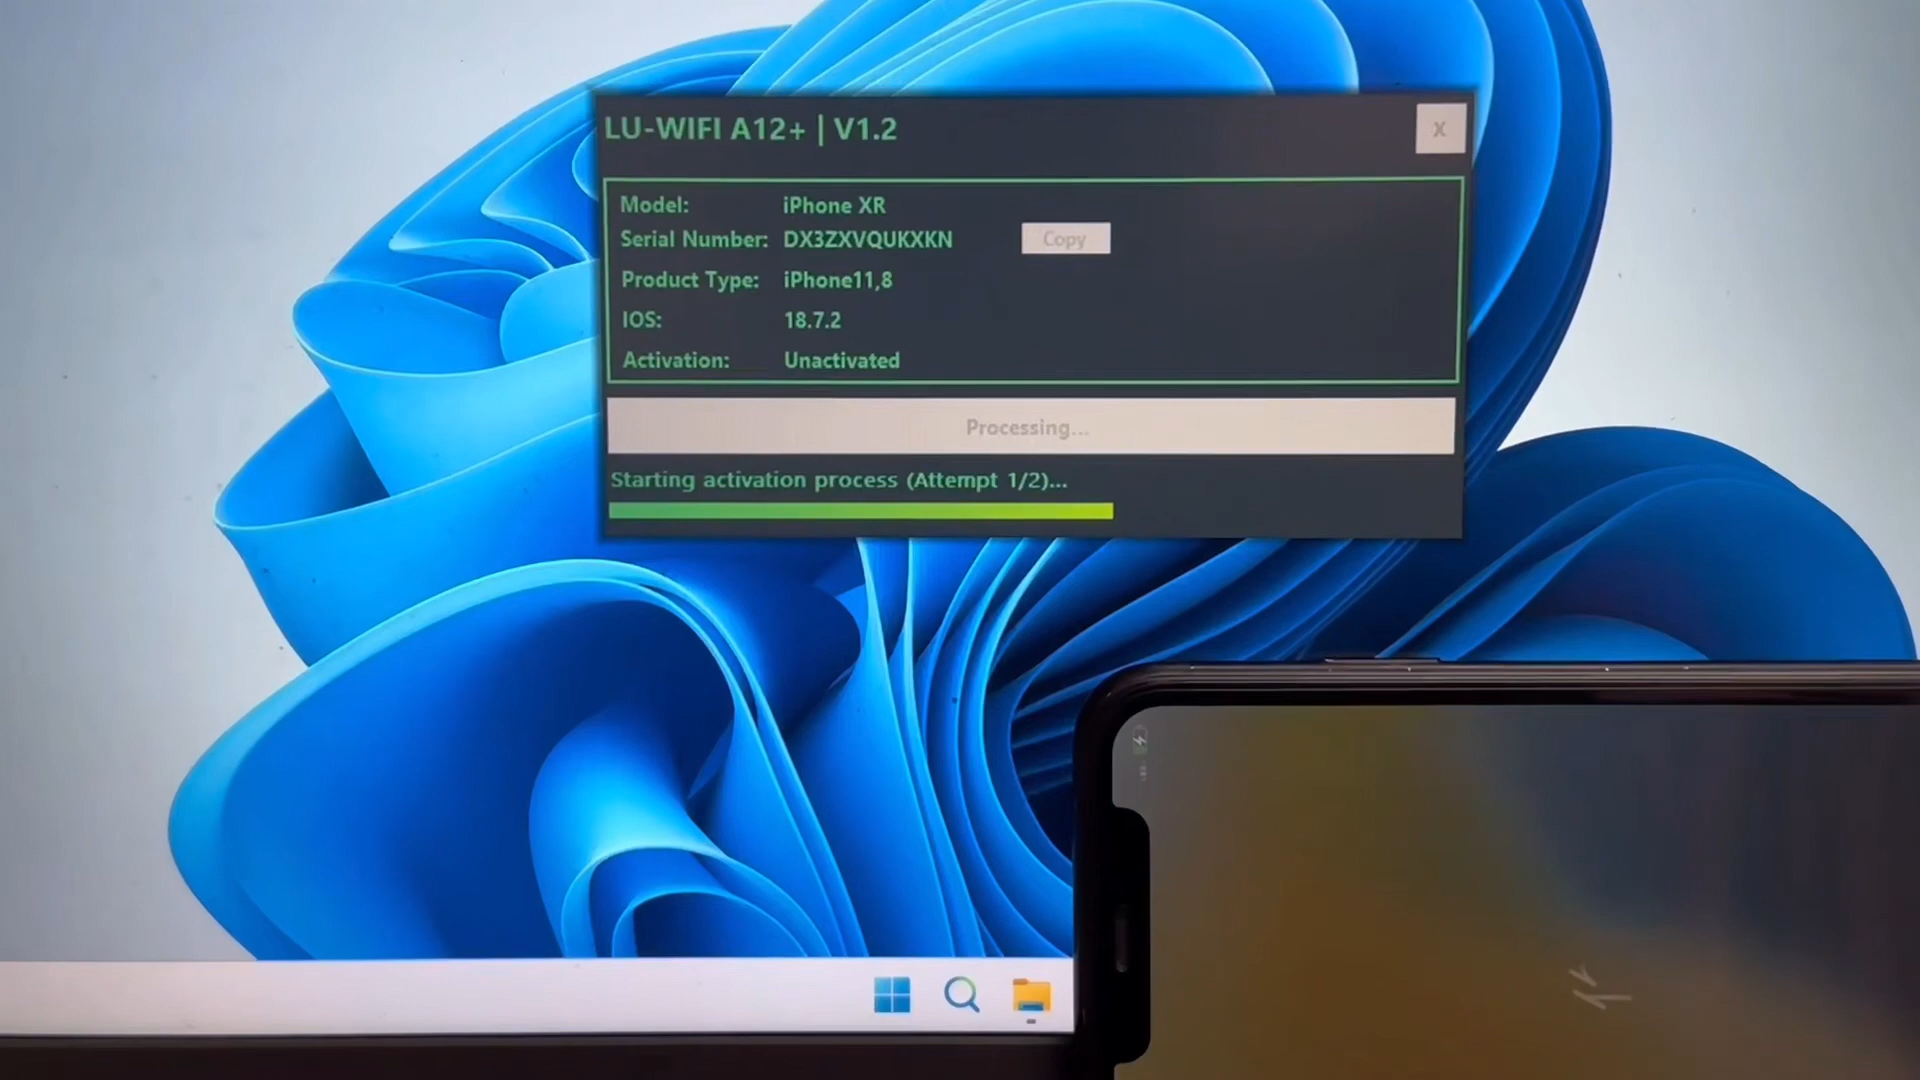 LU-WIFI A12+ | V1.2
X
Model: iPhone XR
Serial Number: DX3ZXVQUKXKN Copy
Product Type: iPhone11,8
IOS: 18.7.2
Activation: Unactivated
Processing...
Starting activation process (Attempt 1/2)...